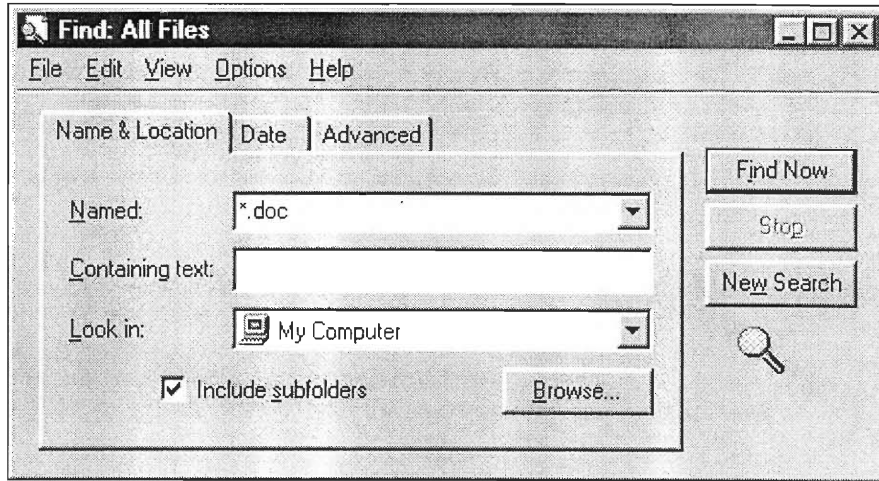 Find: All Files
File Edit View Options Help
Name & Location Date Advanced
Find Now
Named: *.doc
Stop
Containing text:
New Search
Look in: My Computer
Include subfolders Browse...